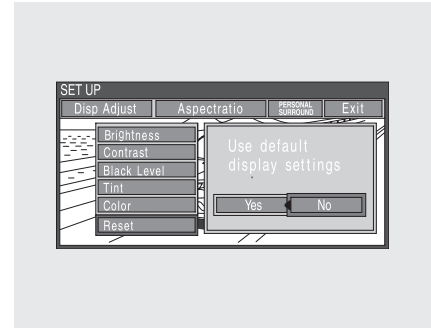 SET UP
Disp Adjust Aspectratio PERSONAL SURROUND Exit
Brightness
Contrast
Black Level
Tint
Color
Reset
Use default
display settings
Yes No